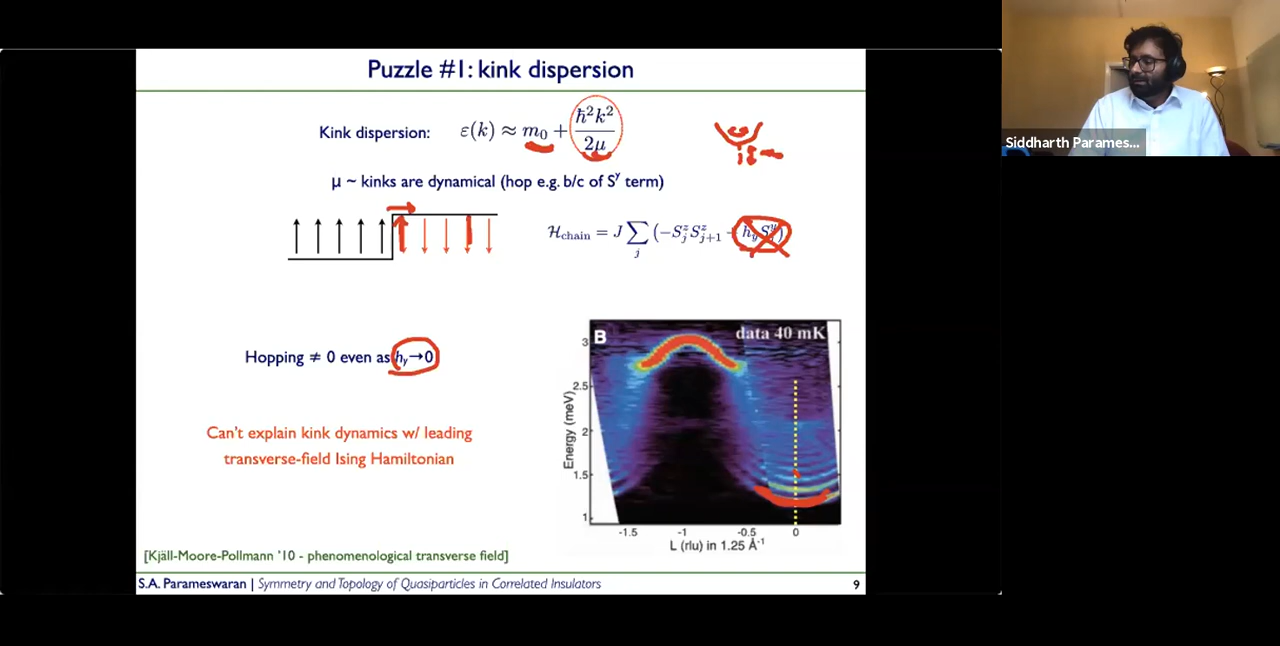 Puzzle #1: kink dispersion
Kink dispersion: ε(k) ≈ m₀ + ħ²k²/2μ
Siddharth Parames...
μ ~ kinks are dynamical (hop e.g. b/c of Sʸ term)
ℋ_chain = J ∑_j (−S^z_j S^z_{j+1} − h_y S^y_j)
B data 40 mK
3
Hopping ≠ 0 even as h_y→0
2.5
Can't explain kink dynamics w/ leading
transverse-field Ising Hamiltonian
Energy (meV)
2
1.5
1
-1.5 -1 -0.5 0
L (rlu) in 1.25 Å⁻¹
[Kjäll-Moore-Pollmann '10 - phenomenological transverse field]
S.A. Parameswaran | Symmetry and Topology of Quasiparticles in Correlated Insulators 9